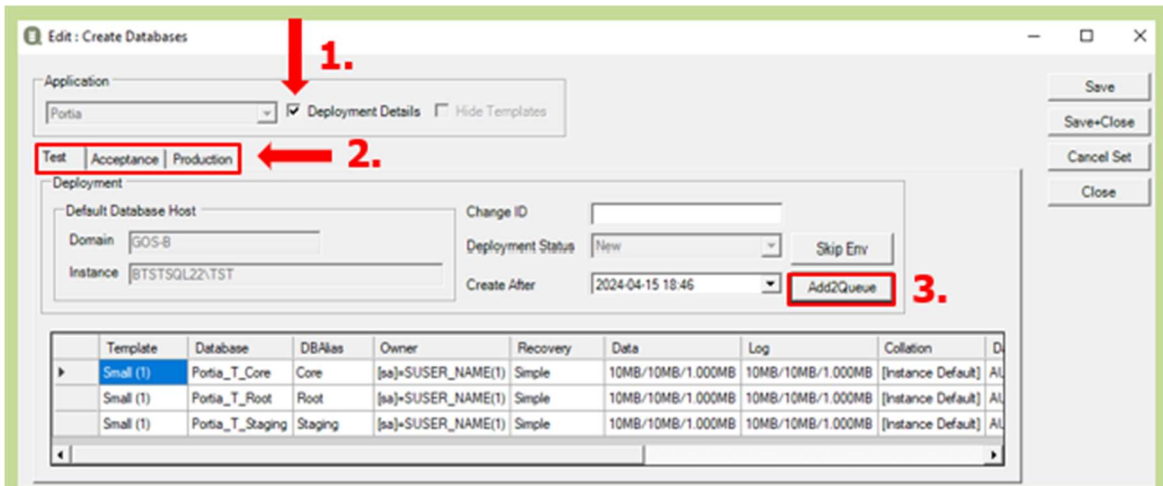 Edit : Create Databases
1.
Application
Portia
Deployment Details
Hide Templates
Save
Save+Close
Cancel Set
Close
Test Acceptance Production
2.
Deployment
Default Database Host
Domain GOS-B
Instance BTSTSQL22\TST
Change ID
Deployment Status New
Skip Env
Create After 2024-04-15 18:46
Add2Queue
3.
Template Database DBAlias Owner Recovery Data Log Collation
Small (1) Portia_T_Core Core [sa]=SUSER_NAME(1) Simple 10MB/10MB/1.000MB 10MB/10MB/1.000MB [Instance Default]
Small (1) Portia_T_Root Root [sa]=SUSER_NAME(1) Simple 10MB/10MB/1.000MB 10MB/10MB/1.000MB [Instance Default]
Small (1) Portia_T_Staging Staging [sa]=SUSER_NAME(1) Simple 10MB/10MB/1.000MB 10MB/10MB/1.000MB [Instance Default]